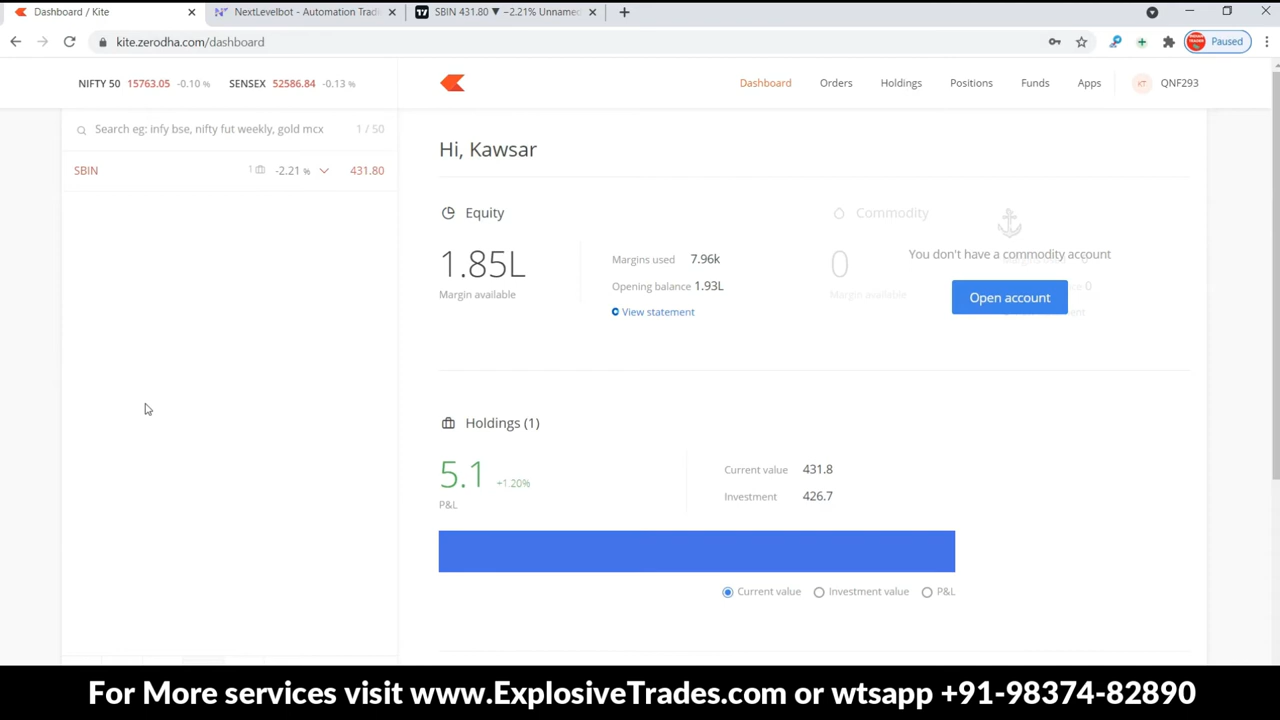 Dashboard / Kite
NextLevelbot - Automation Tradi
SBIN 431.80 ▼ −2.21% Unnamed
kite.zerodha.com/dashboard
Paused
NIFTY 50 15763.05 -0.10 %
SENSEX 52586.84 -0.13 %
Dashboard
Orders
Holdings
Positions
Funds
Apps
KT
QNF293
Search eg: infy bse, nifty fut weekly, gold mcx
1 / 50
SBIN 1 -2.21 % 431.80
Hi, Kawsar
Equity
1.85L
Margin available
Margins used 7.96k
Opening balance 1.93L
View statement
Commodity
0
Margin available
You don't have a commodity account
Open account
Holdings (1)
5.1 +1.20%
P&L
Current value 431.8
Investment 426.7
Current value
Investment value
P&L
For More services visit www.ExplosiveTrades.com or wtsapp +91-98374-82890